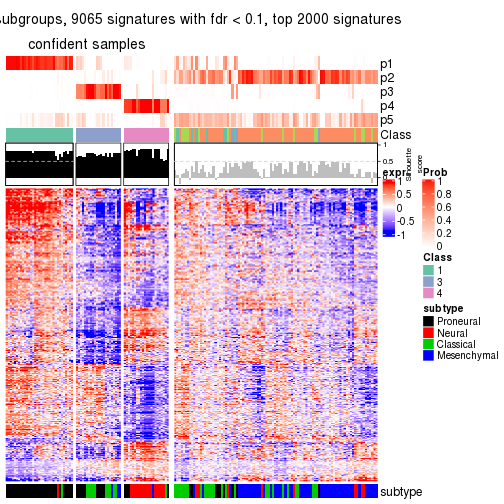 subgroups, 9065 signatures with fdr < 0.1, top 2000 signatures
confident samples
p1
p2
p3
p4
p5
Class
1
0.5
0
Silhouette
score
expr
1
0.5
0
-0.5
-1
Prob
1
0.8
0.6
0.4
0.2
0
Class
1
3
4
subtype
Proneural
Neural
Classical
Mesenchymal
subtype